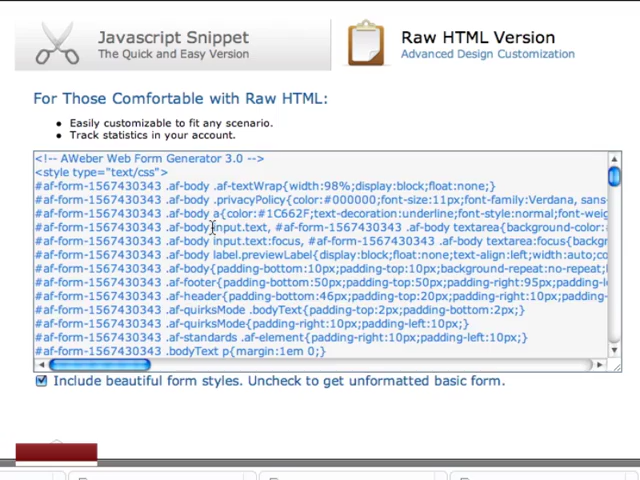 Javascript Snippet
The Quick and Easy Version
Raw HTML Version
Advanced Design Customization
For Those Comfortable with Raw HTML:
• Easily customizable to fit any scenario.
• Track statistics in your account.
<!-- AWeber Web Form Generator 3.0 -->
<style type="text/css">
#af-form-1567430343 .af-body .af-textWrap{width:98%;display:block;float:none;}
#af-form-1567430343 .af-body .privacyPolicy{color:#000000;font-size:11px;font-family:Verdana, sans-
#af-form-1567430343 .af-body a{color:#1C662F;text-decoration:underline;font-style:normal;font-weig
#af-form-1567430343 .af-body input.text, #af-form-1567430343 .af-body textarea{background-color:
#af-form-1567430343 .af-body input.text:focus, #af-form-1567430343 .af-body textarea:focus{backg
#af-form-1567430343 .af-body label.previewLabel{display:block;float:none;text-align:left;width:auto;co
#af-form-1567430343 .af-body{padding-bottom:10px;padding-top:10px;background-repeat:no-repeat;
#af-form-1567430343 .af-footer{padding-bottom:50px;padding-top:50px;padding-right:95px;padding-l
#af-form-1567430343 .af-header{padding-bottom:46px;padding-top:20px;padding-right:10px;padding-
#af-form-1567430343 .af-quirksMode .bodyText{padding-top:2px;padding-bottom:2px;}
#af-form-1567430343 .af-quirksMode{padding-right:10px;padding-left:10px;}
#af-form-1567430343 .af-standards .af-element{padding-right:10px;padding-left:10px;}
#af-form-1567430343 .bodyText p{margin:1em 0;}
Include beautiful form styles. Uncheck to get unformatted basic form.